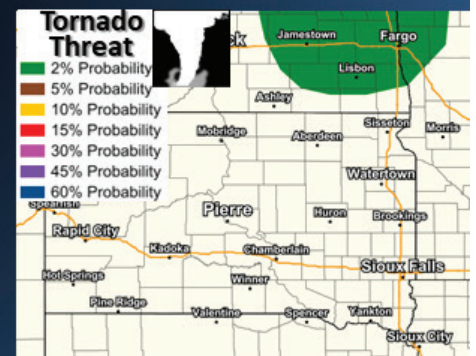 Tornado
Threat
2% Probability
5% Probability
10% Probability
15% Probability
30% Probability
45% Probability
60% Probability
ck
Jamestown
Fargo
Lisbon
Ashley
Mobridge
Aberdeen
Sisseton
Morris
Watertown
Spearfish
Pierre
Huron
Brookings
Rapid City
Kadoka
Chamberlain
Sioux Falls
Hot Springs
Winner
Pine Ridge
Valentine
Spencer
Yankton
Sioux City